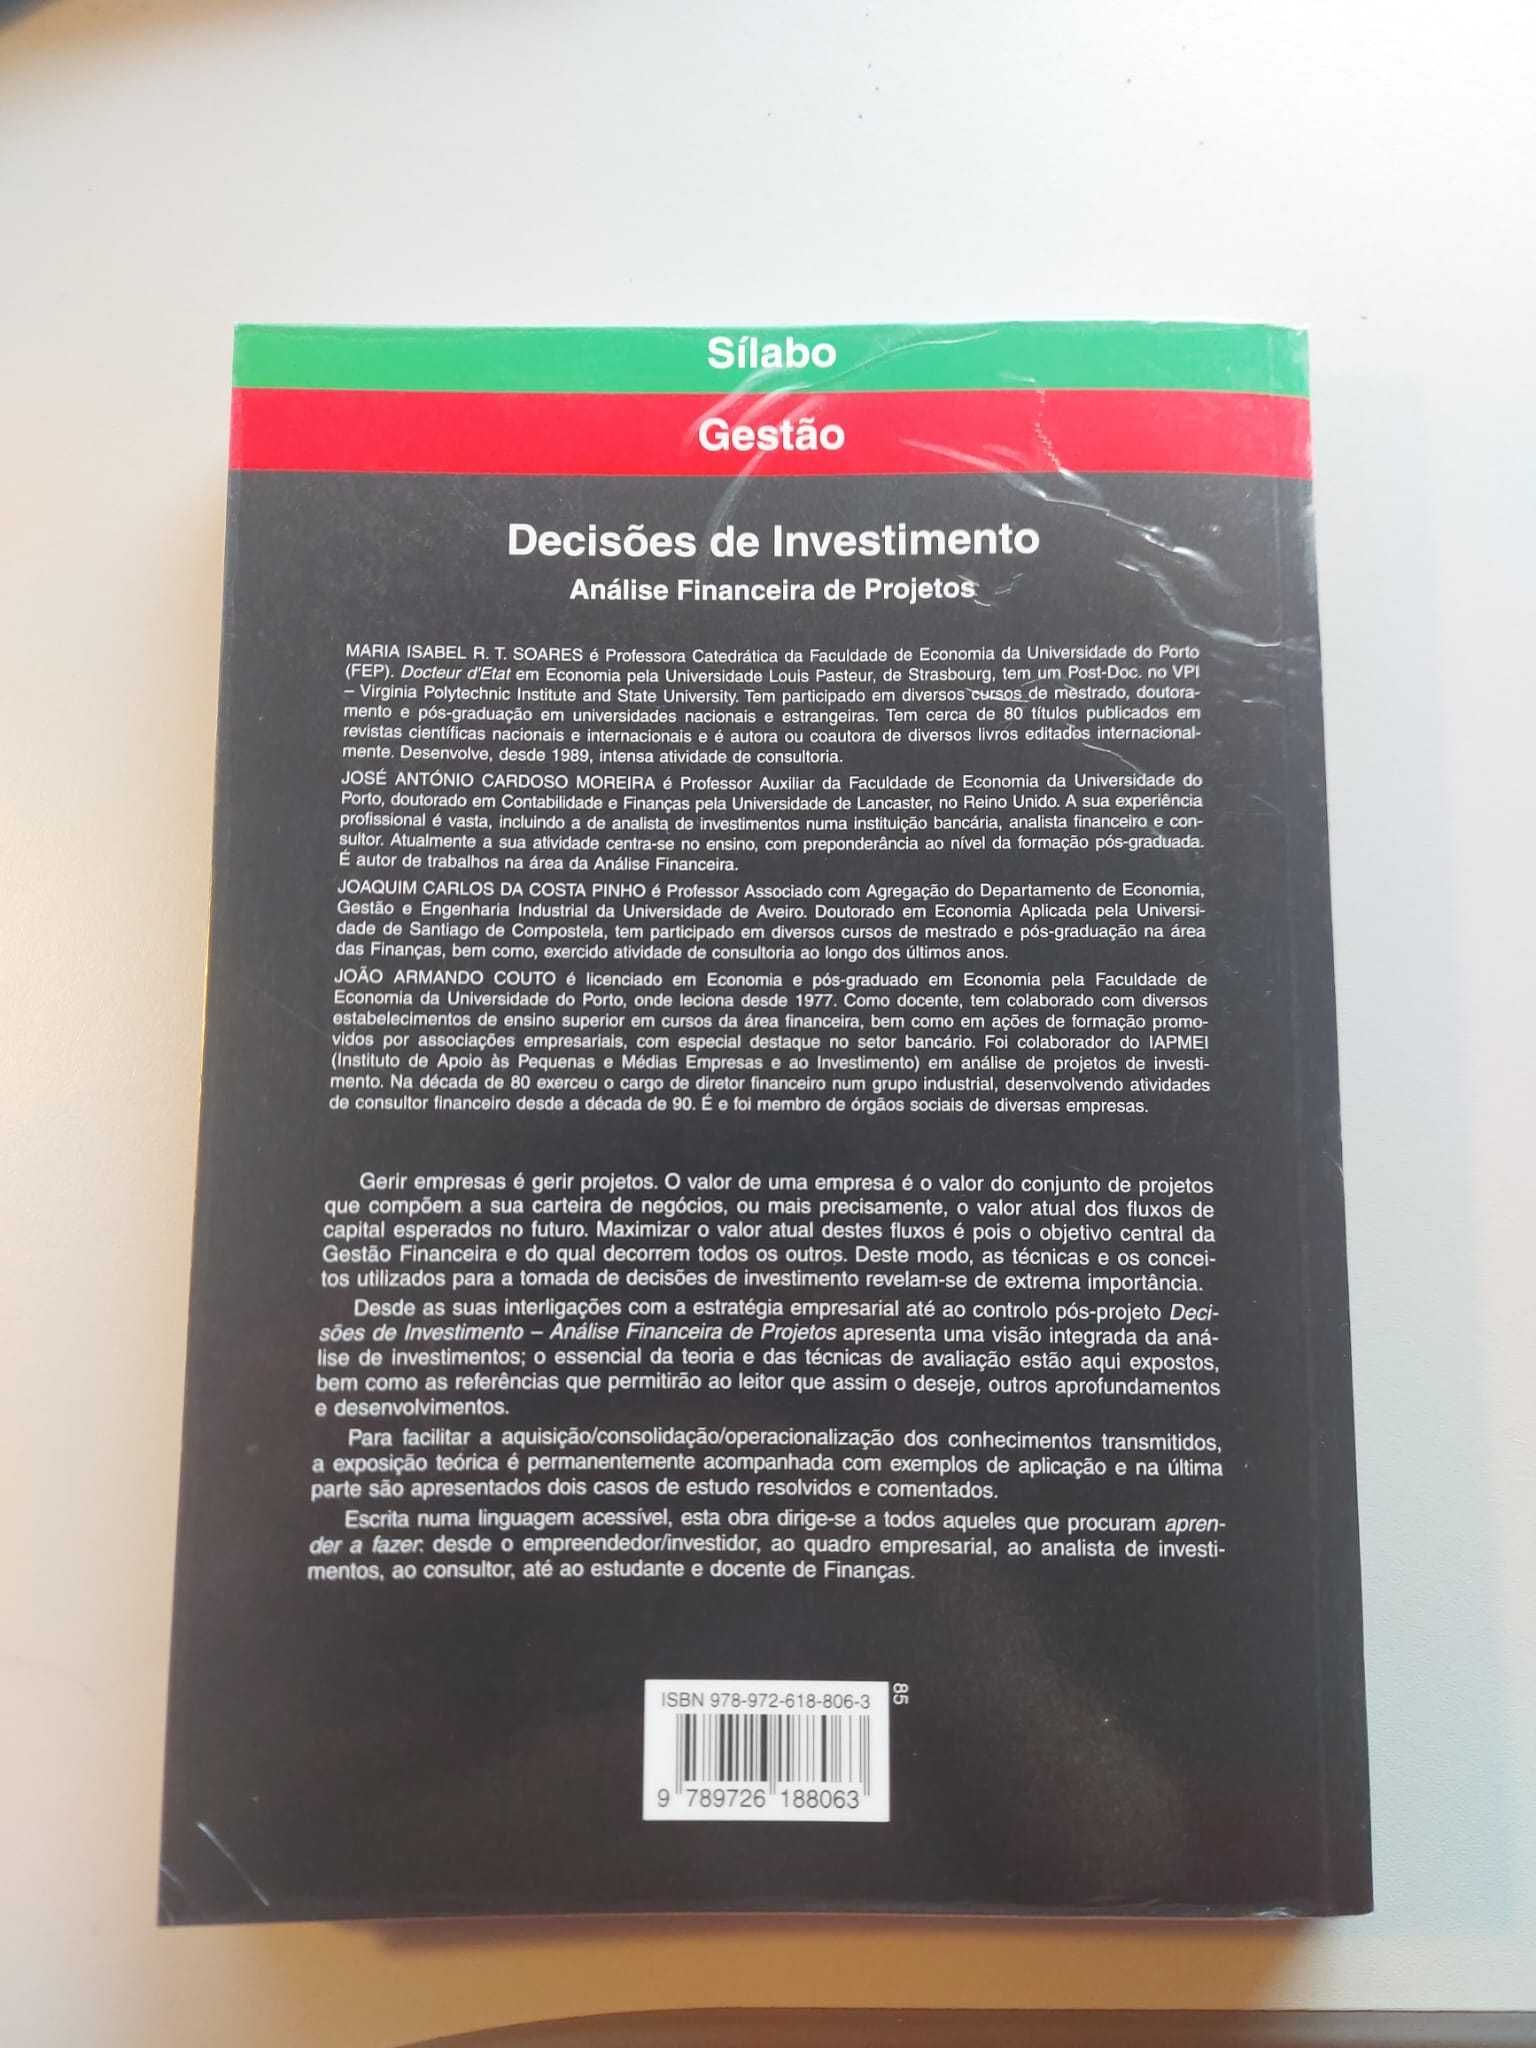 Sílabo
Gestão
Decisões de Investimento
Análise Financeira de Projetos
MARIA ISABEL R. T. SOARES é Professora Catedrática da Faculdade de Economia da Universidade do Porto
(FEP). Docteur d'Etat em Economia pela Universidade Louis Pasteur, de Strasbourg, tem um Post-Doc. no VPI
– Virginia Polytechnic Institute and State University. Tem participado em diversos cursos de mestrado, doutora-
mento e pós-graduação em universidades nacionais e estrangeiras. Tem cerca de 80 títulos publicados em
revistas científicas nacionais e internacionais e é autora ou coautora de diversos livros editados internacional-
mente. Desenvolve, desde 1989, intensa atividade de consultoria.
JOSÉ ANTÓNIO CARDOSO MOREIRA é Professor Auxiliar da Faculdade de Economia da Universidade do
Porto, doutorado em Contabilidade e Finanças pela Universidade de Lancaster, no Reino Unido. A sua experiência
profissional é vasta, incluindo a de analista de investimentos numa instituição bancária, analista financeiro e con-
sultor. Atualmente a sua atividade centra-se no ensino, com preponderância ao nível da formação pós-graduada.
É autor de trabalhos na área da Análise Financeira.
JOAQUIM CARLOS DA COSTA PINHO é Professor Associado com Agregação do Departamento de Economia,
Gestão e Engenharia Industrial da Universidade de Aveiro. Doutorado em Economia Aplicada pela Universi-
dade de Santiago de Compostela, tem participado em diversos cursos de mestrado e pós-graduação na área
das Finanças, bem como, exercido atividade de consultoria ao longo dos últimos anos.
JOÃO ARMANDO COUTO é licenciado em Economia e pós-graduado em Economia pela Faculdade de
Economia da Universidade do Porto, onde leciona desde 1977. Como docente, tem colaborado com diversos
estabelecimentos de ensino superior em cursos da área financeira, bem como em ações de formação promo-
vidos por associações empresariais, com especial destaque no setor bancário. Foi colaborador do IAPMEI
(Instituto de Apoio às Pequenas e Médias Empresas e ao Investimento) em análise de projetos de investi-
mento. Na década de 80 exerceu o cargo de diretor financeiro num grupo industrial, desenvolvendo atividades
de consultor financeiro desde a década de 90. É e foi membro de órgãos sociais de diversas empresas.
Gerir empresas é gerir projetos. O valor de uma empresa é o valor do conjunto de projetos
que compõem a sua carteira de negócios, ou mais precisamente, o valor atual dos fluxos de
capital esperados no futuro. Maximizar o valor atual destes fluxos é pois o objetivo central da
Gestão Financeira e do qual decorrem todos os outros. Deste modo, as técnicas e os concei-
tos utilizados para a tomada de decisões de investimento revelam-se de extrema importância.
Desde as suas interligações com a estratégia empresarial até ao controlo pós-projeto Deci-
sões de Investimento – Análise Financeira de Projetos apresenta uma visão integrada da aná-
lise de investimentos; o essencial da teoria e das técnicas de avaliação estão aqui expostos,
bem como as referências que permitirão ao leitor que assim o deseje, outros aprofundamentos
e desenvolvimentos.
Para facilitar a aquisição/consolidação/operacionalização dos conhecimentos transmitidos,
a exposição teórica é permanentemente acompanhada com exemplos de aplicação e na última
parte são apresentados dois casos de estudo resolvidos e comentados.
Escrita numa linguagem acessível, esta obra dirige-se a todos aqueles que procuram apren-
der a fazer: desde o empreendedor/investidor, ao quadro empresarial, ao analista de investi-
mentos, ao consultor, até ao estudante e docente de Finanças.
ISBN 978-972-618-806-3
85
9 789726 188063